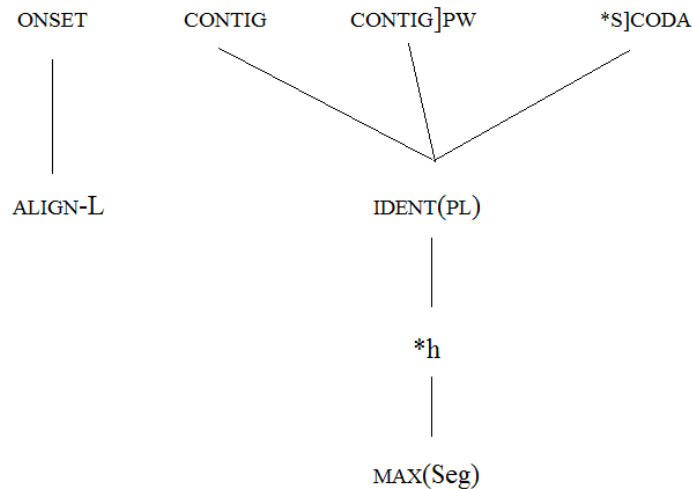 ONSET CONTIG CONTIG]PW *S]CODA
ALIGN-L IDENT(PL)
*h
MAX(Seg)